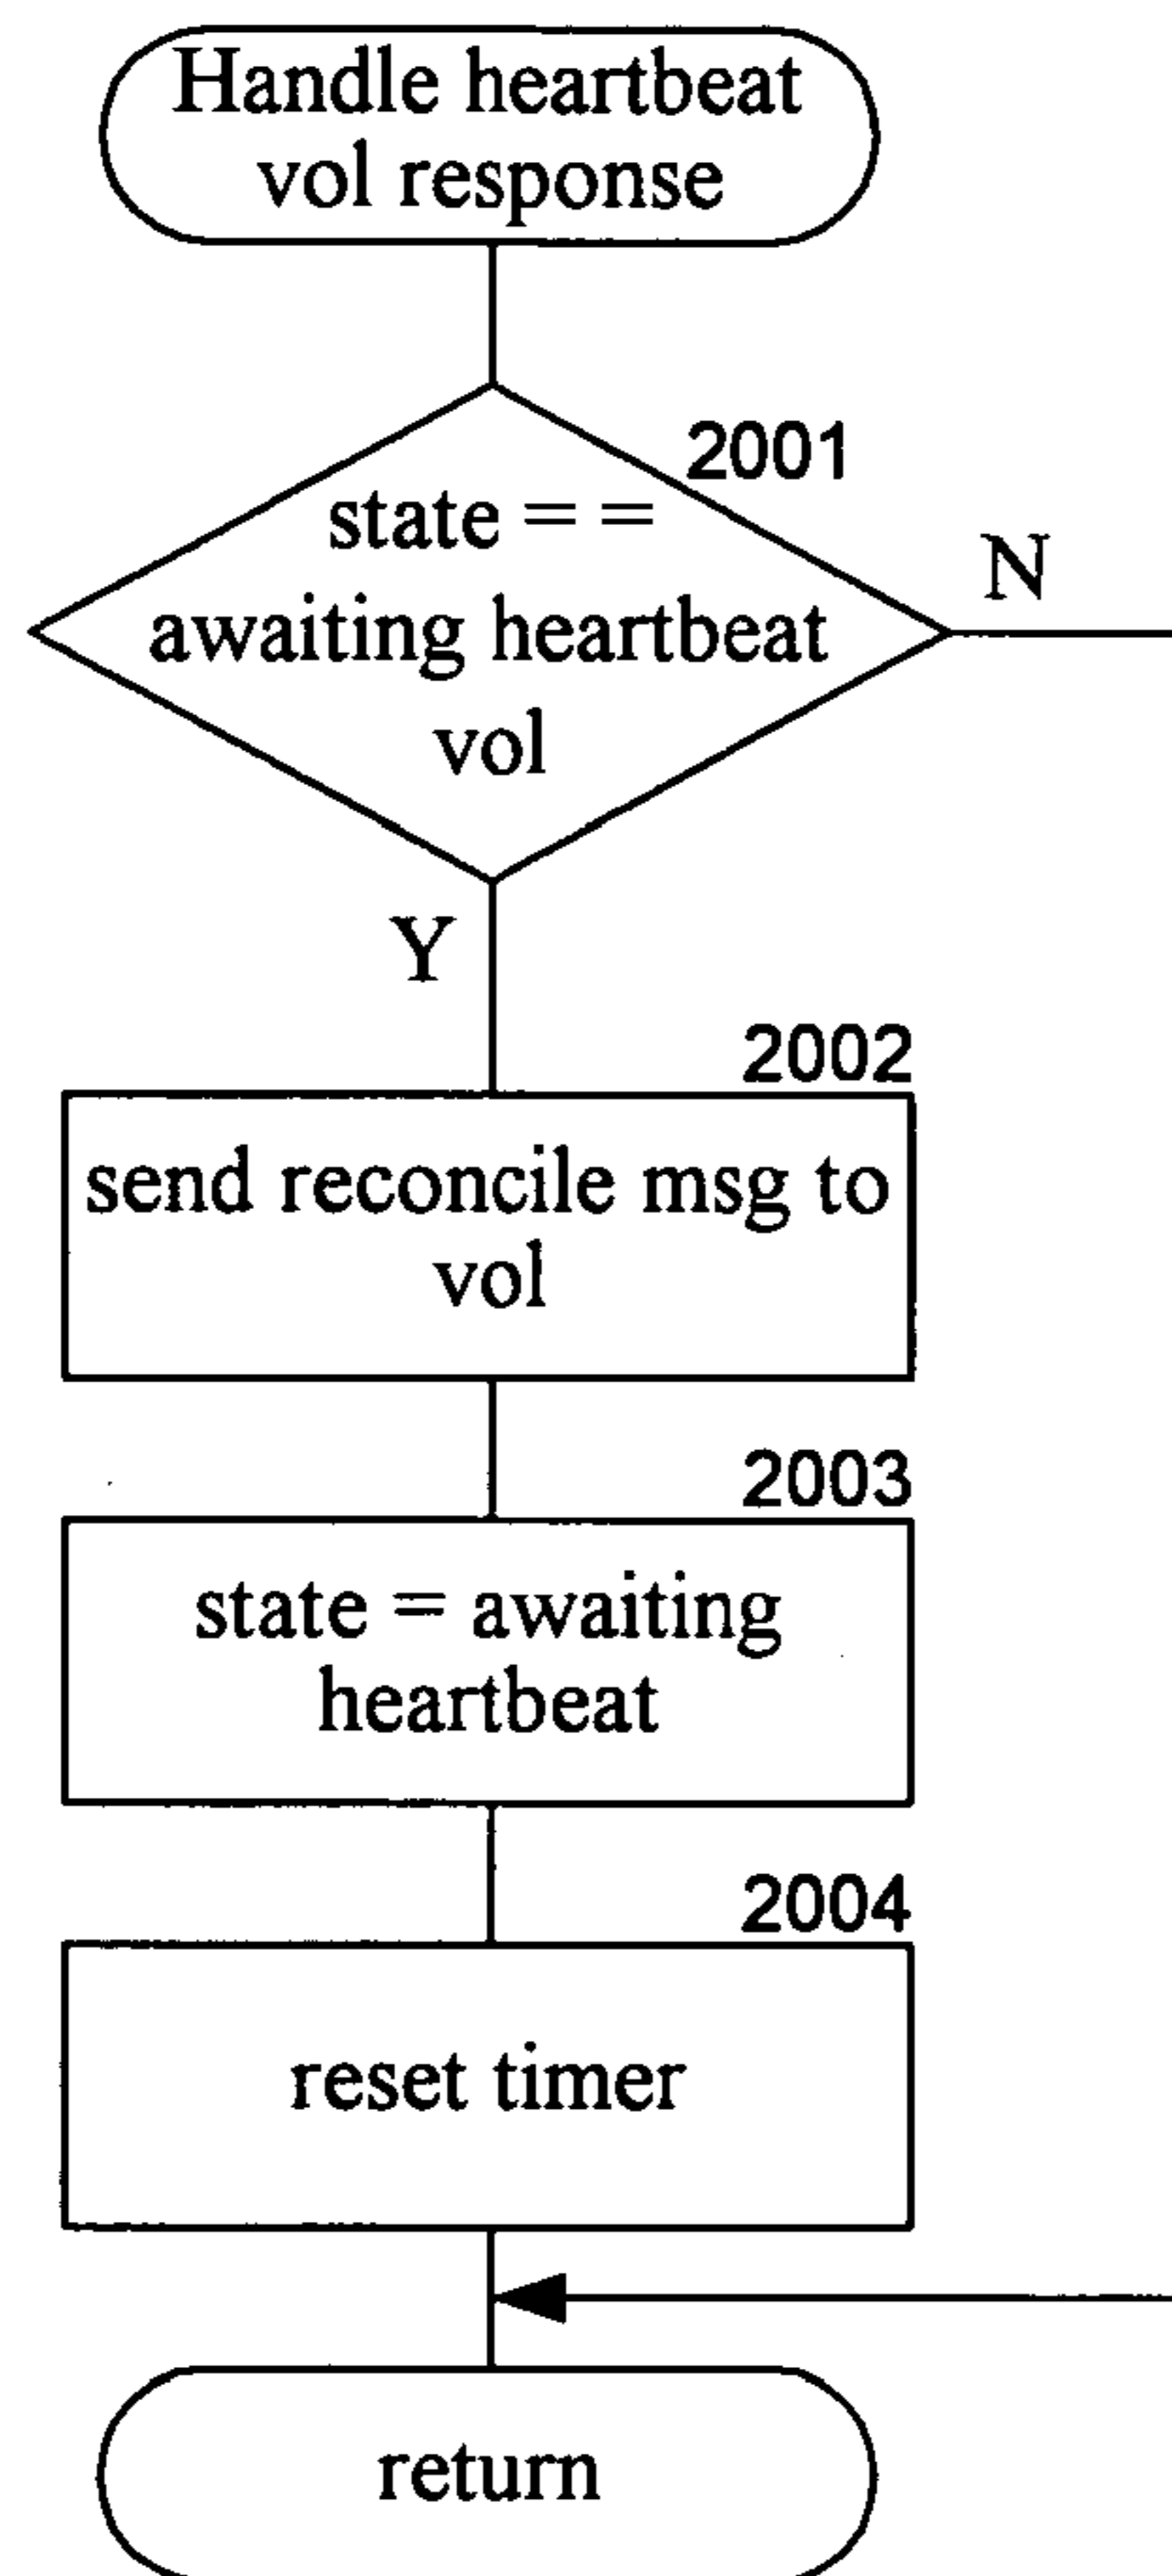 Handle heartbeat
vol response
2001
state = =
awaiting heartbeat
vol
N
Y
2002
send reconcile msg to
vol
2003
state = awaiting
heartbeat
2004
reset timer
return